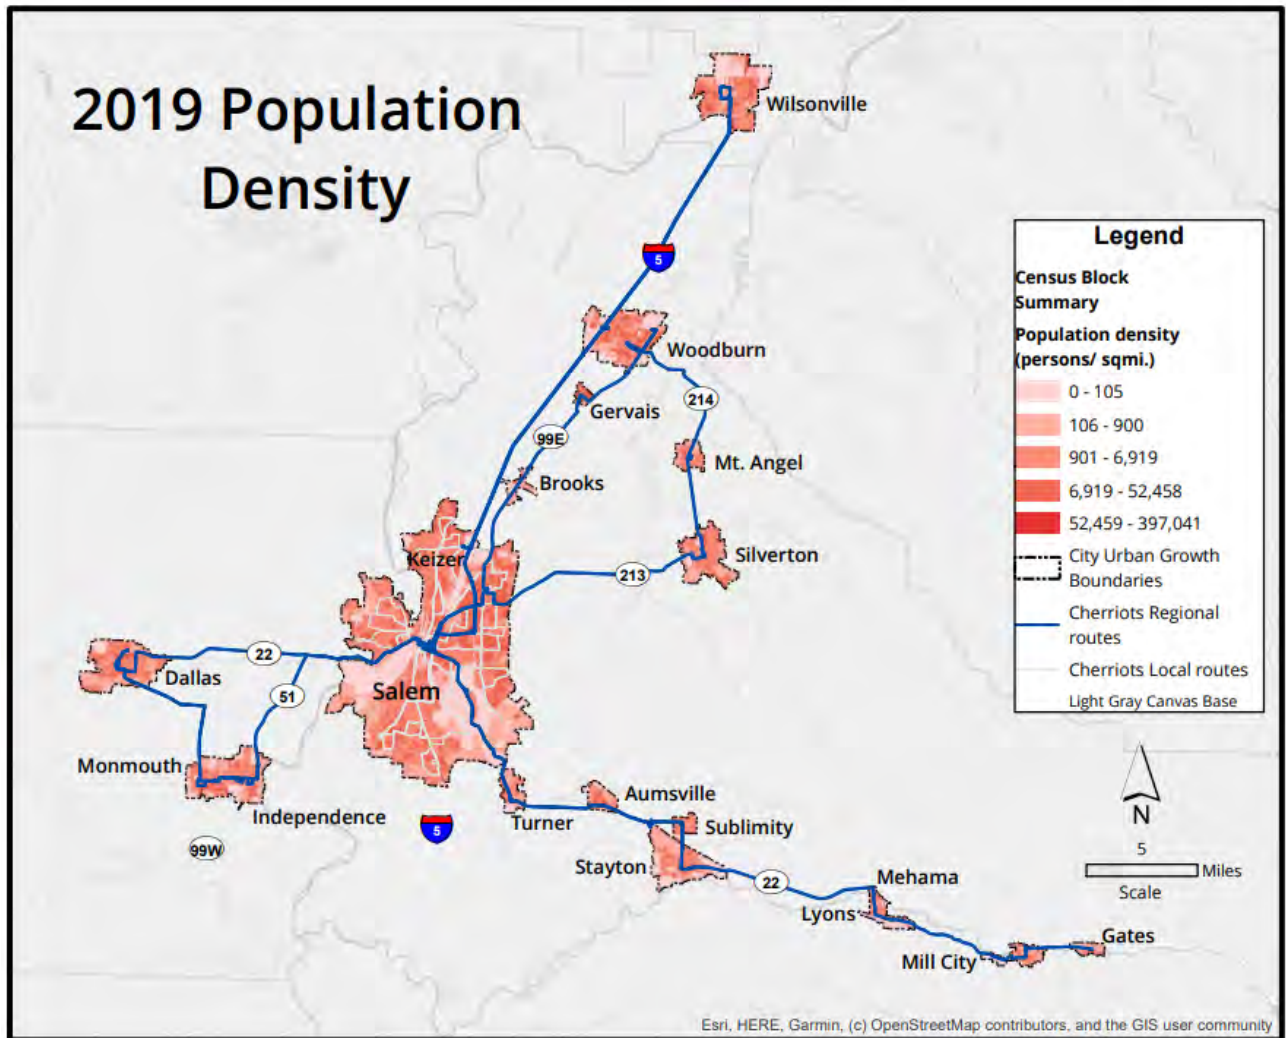 2019 Population
Density
Wilsonville
5
Woodburn
Gervais
214
99E
Mt. Angel
Brooks
Keizer
Silverton
213
22
Dallas
51
Salem
Monmouth
Independence
99W
5
Turner
Aumsville
Sublimity
Stayton
22
Mehama
Lyons
Mill City
Gates
Legend
Census Block
Summary
Population density
(persons/ sqmi.)
0 - 105
106 - 900
901 - 6,919
6,919 - 52,458
52,459 - 397,041
City Urban Growth
Boundaries
Cherriots Regional
routes
Cherriots Local routes
Light Gray Canvas Base
N
5
Miles
Scale
Esri, HERE, Garmin, (c) OpenStreetMap contributors, and the GIS user community